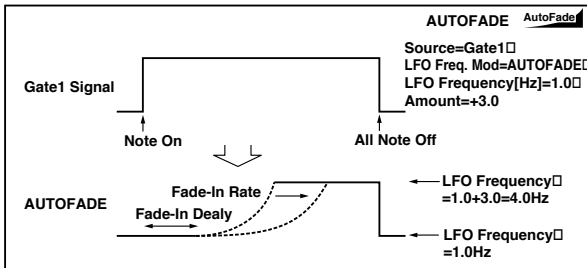 AUTOFADE
AutoFade
Source=Gate1□
LFO Freq. Mod=AUTOFADE□
LFO Frequency[Hz]=1.0□
Amount=+3.0
Gate1 Signal
Note On
All Note Off
Fade-In Rate
LFO Frequency□
=1.0+3.0=4.0Hz
AUTOFADE
Fade-In Dealy
LFO Frequency□
=1.0Hz